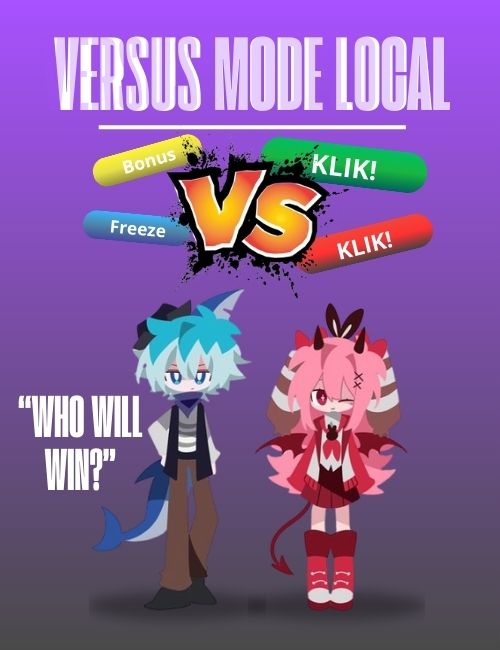 VERSUS MODE LOCAL
Bonus
KLIK!
VS
Freeze
KLIK!
“WHO WILL
WIN?”